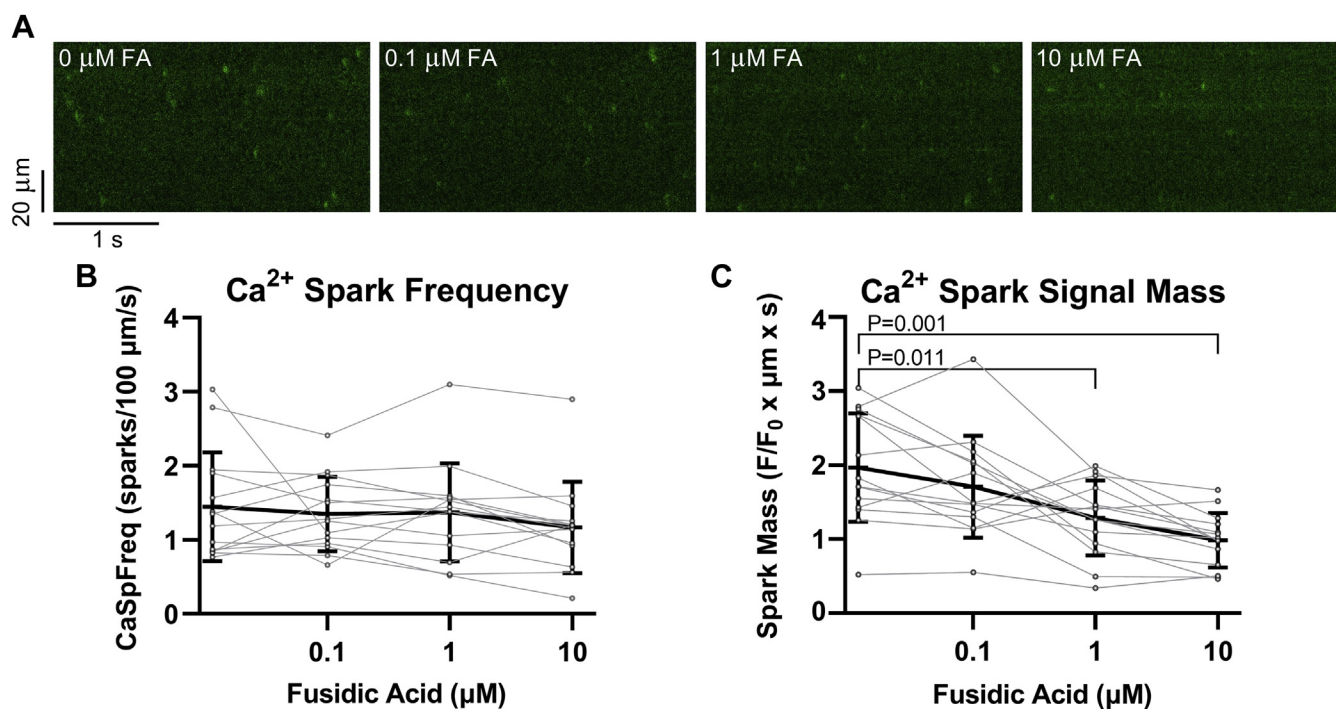 A
0 μM FA
0.1 μM FA
1 μM FA
10 μM FA
20 μm
1 s
B
Ca²⁺ Spark Frequency
CaSpFreq (sparks/100 μm/s)
4
3
2
1
0
0.1
1
10
Fusidic Acid (μM)
C
Ca²⁺ Spark Signal Mass
Spark Mass (F/F₀ x μm x s)
4
3
2
1
0
P=0.001
P=0.011
0.1
1
10
Fusidic Acid (μM)